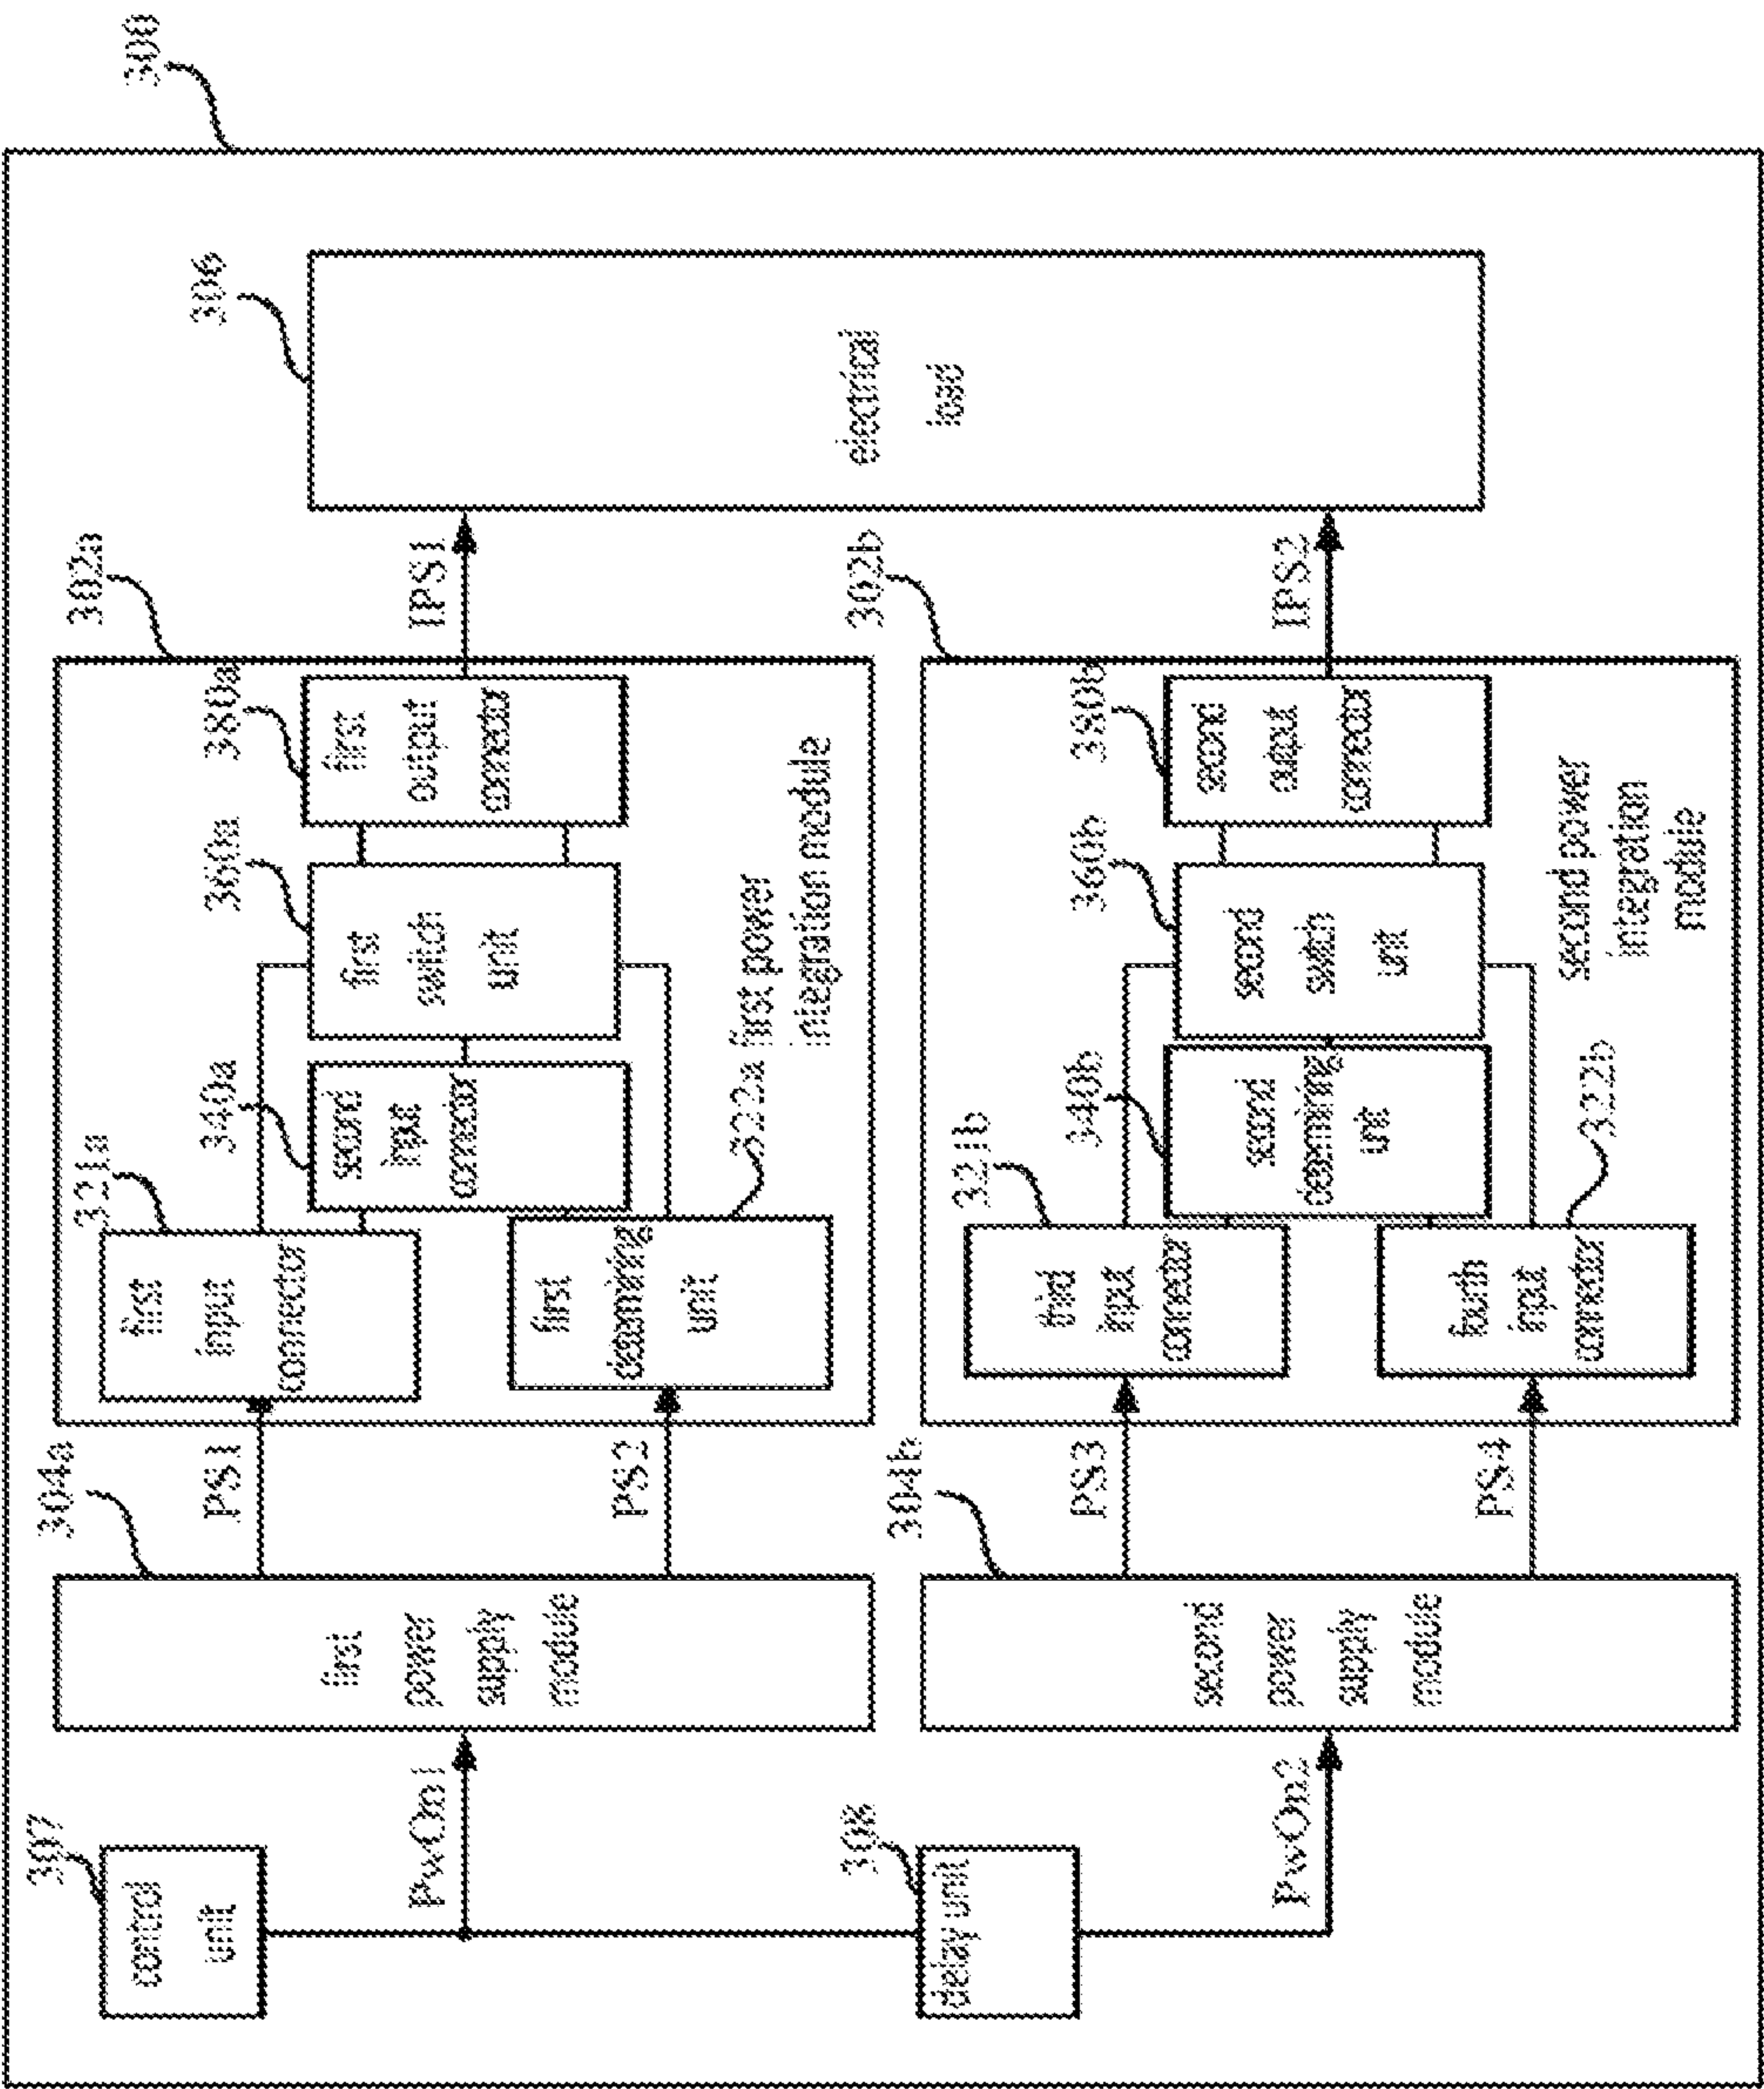 300
307
control
unit
PwOn1
308
delay unit
PwOn2
304a
first
power
supply
module
304b
second
power
supply
module
PS1
PS2
PS3
PS4
302a
321a
first
input
connector
340a
second
input
connector
360a
first
switch
unit
380a
first
output
connector
first
deermining
unit
322a
first power
integration module
IPS1
302b
321b
third
input
connector
340b
second
deermining
unit
360b
second
switch
unit
380b
second
output
connector
fourth
input
connector
322b
second power
integration
module
IPS2
306
electrical
load